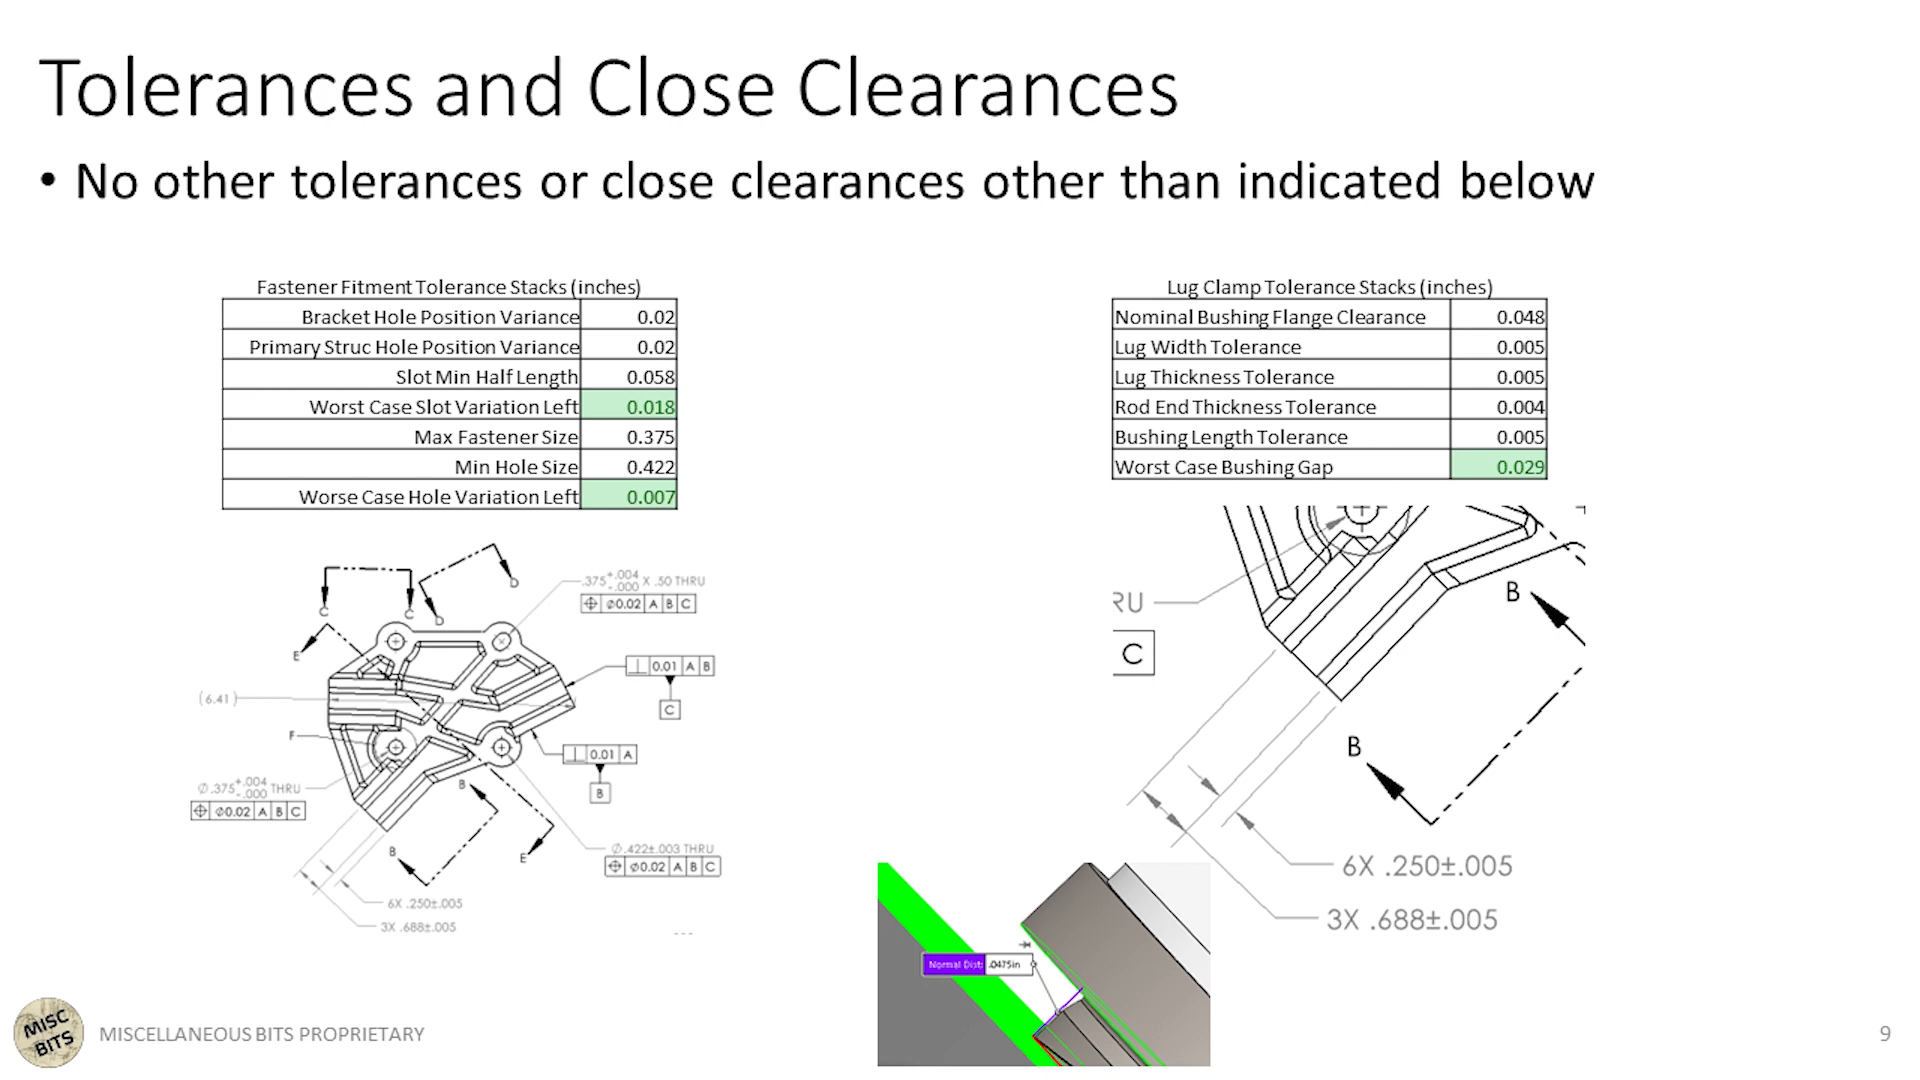 Tolerances and Close Clearances
• No other tolerances or close clearances other than indicated below
Fastener Fitment Tolerance Stacks (inches)
Bracket Hole Position Variance 0.02
Primary Struc Hole Position Variance 0.02
Slot Min Half Length 0.058
Worst Case Slot Variation Left 0.018
Max Fastener Size 0.375
Min Hole Size 0.422
Worse Case Hole Variation Left 0.007
Lug Clamp Tolerance Stacks (inches)
Nominal Bushing Flange Clearance 0.048
Lug Width Tolerance 0.005
Lug Thickness Tolerance 0.005
Rod End Thickness Tolerance 0.004
Bushing Length Tolerance 0.005
Worst Case Bushing Gap 0.029
D
.375+.004 -.000 X .50 THRU
⌖ ⌀0.02 A B C
C
C
D
E
⊥ 0.01 A B
C
(6.41)
F
⊥ 0.01 A
B
∅.375+.004 -.000 THRU
⌖ ⌀0.02 A B C
B
B
E
∅.422±.003 THRU
⌖ ⌀0.02 A B C
6X .250±.005
3X .688±.005
RU
C
B
B
6X .250±.005
3X .688±.005
Normal Dist: .0475in
MISC
BITS
MISCELLANEOUS BITS PROPRIETARY
9